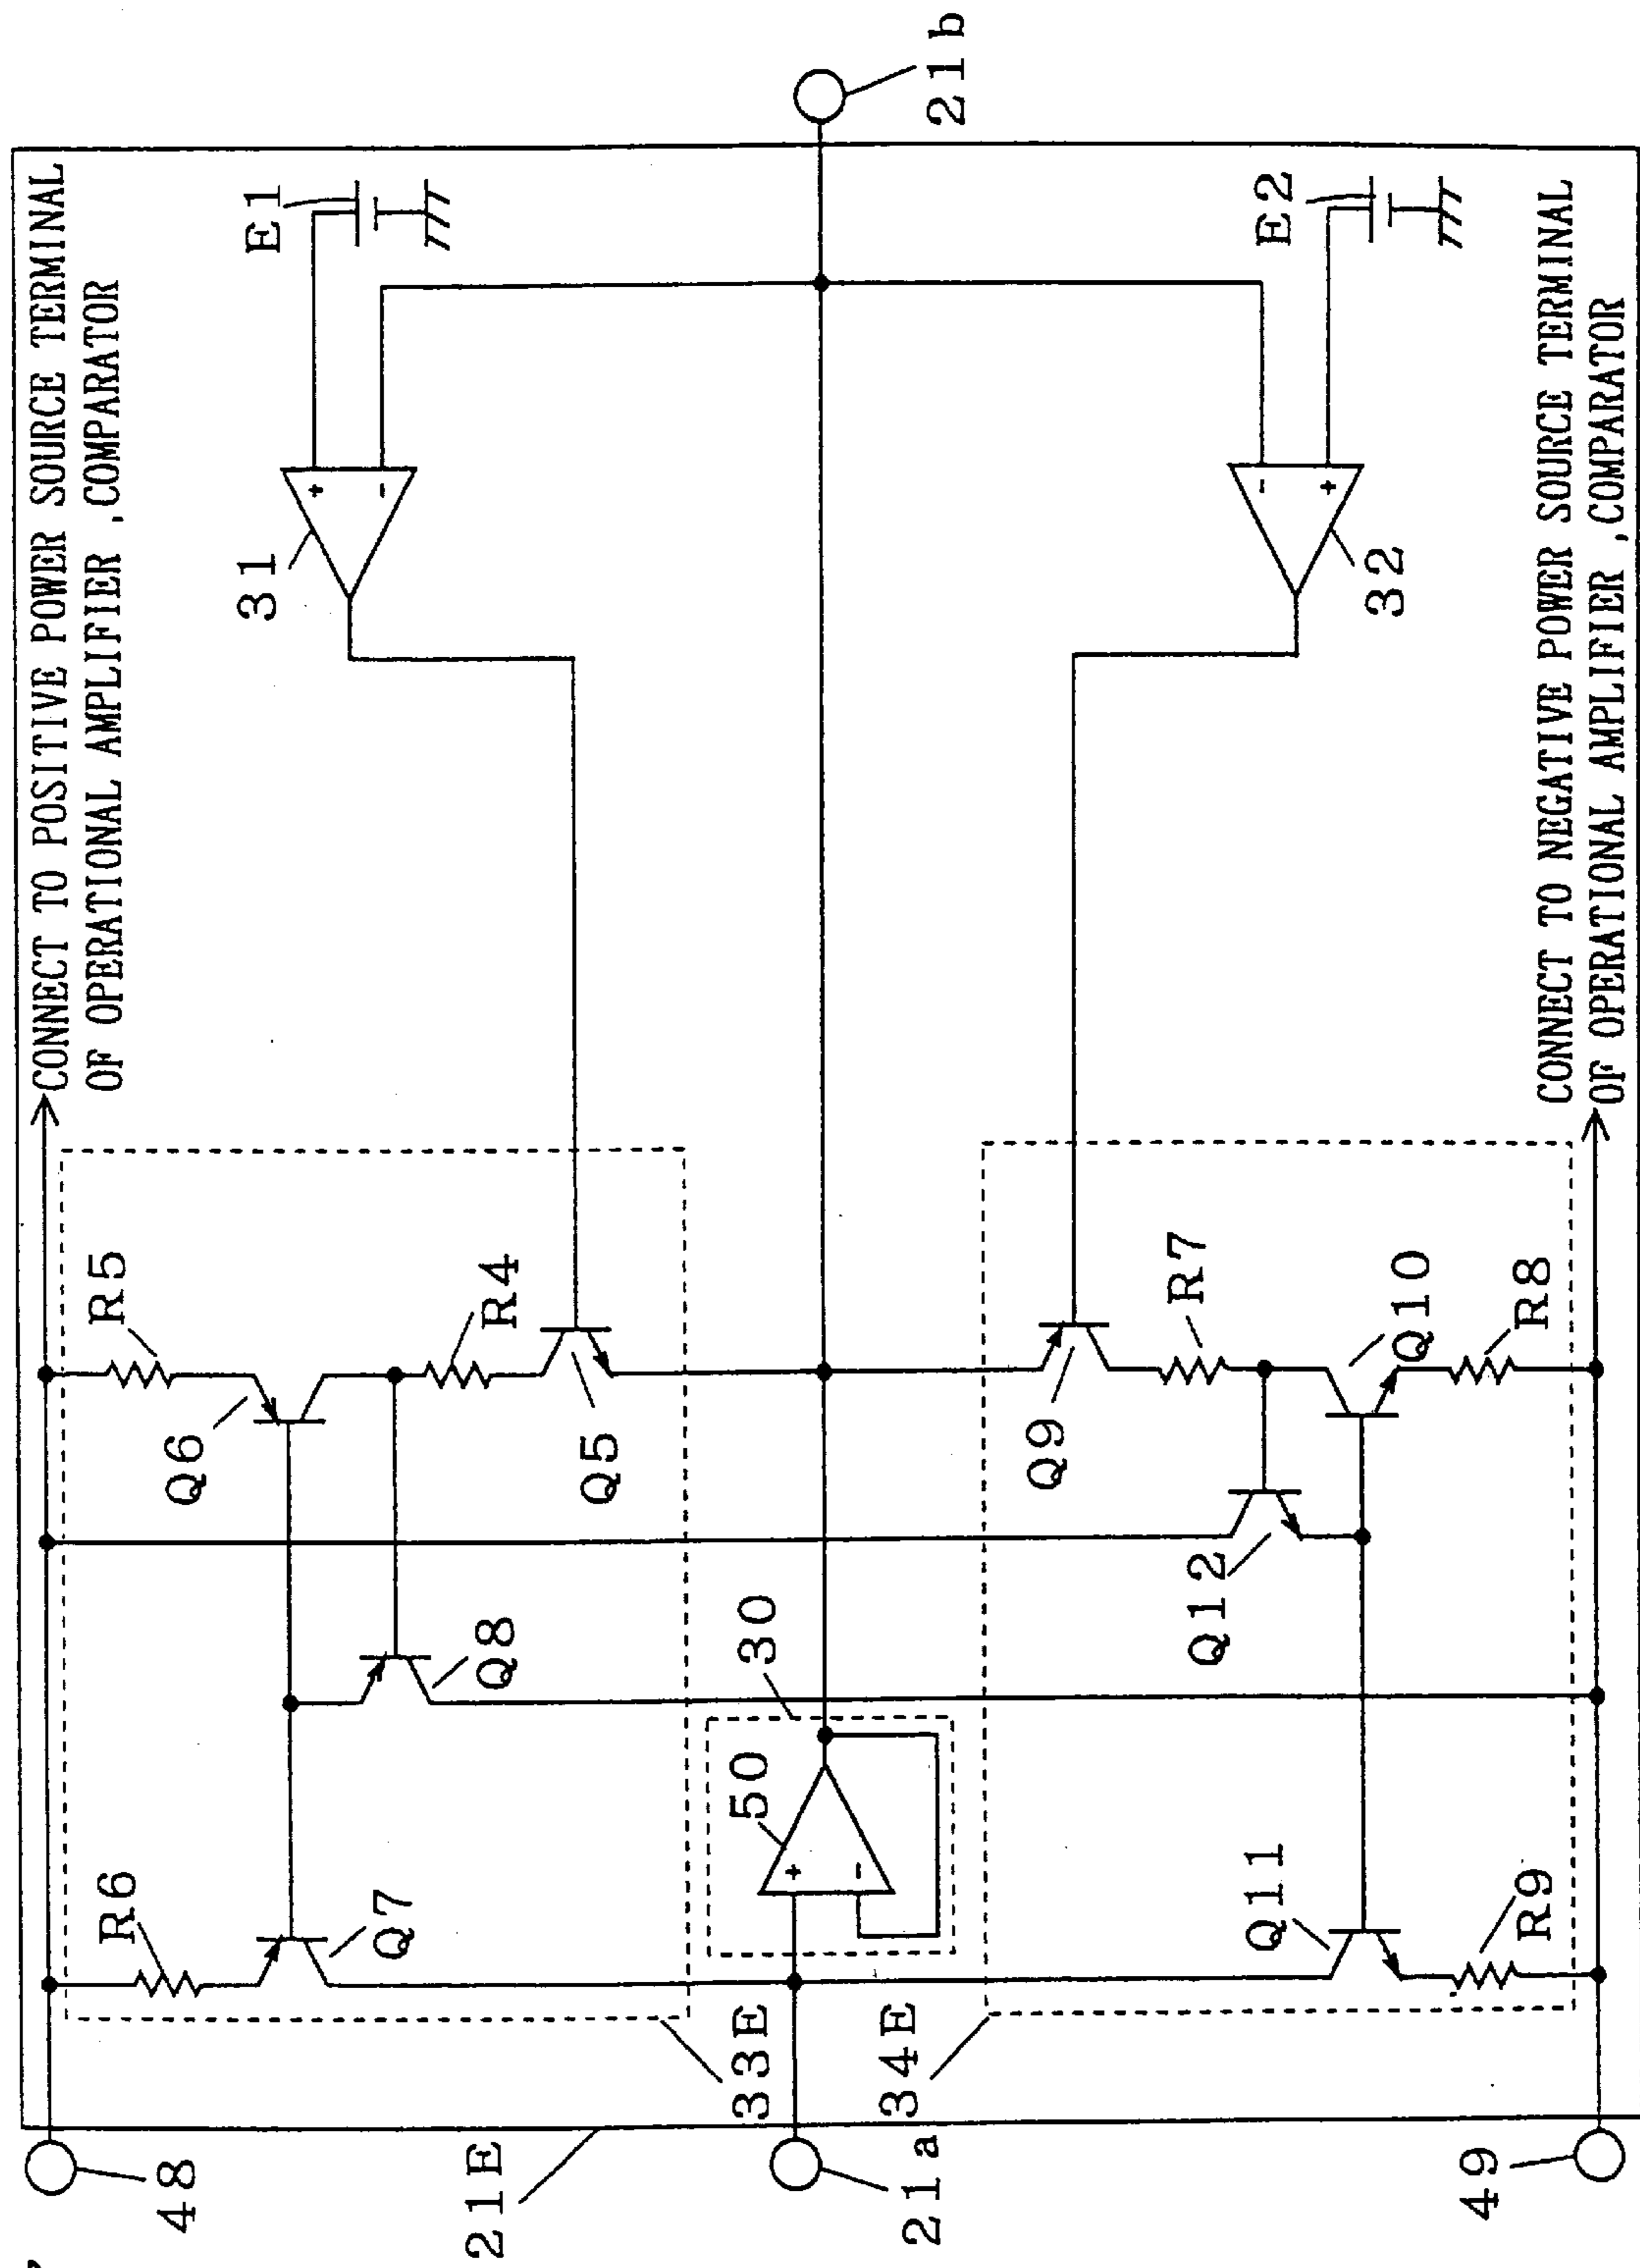 CONNECT TO POSITIVE POWER SOURCE TERMINAL
OF OPERATIONAL AMPLIFIER ,COMPARATOR
E1
31
+
-
R5
R4
Q6
Q5
Q8
R6
Q7
33E
48
21E
21a
30
50
+
-
21b
34E
E2
32
-
+
Q9
R7
Q10
R8
Q12
Q11
R9
49
CONNECT TO NEGATIVE POWER SOURCE TERMINAL
OF OPERATIONAL AMPLIFIER ,COMPARATOR